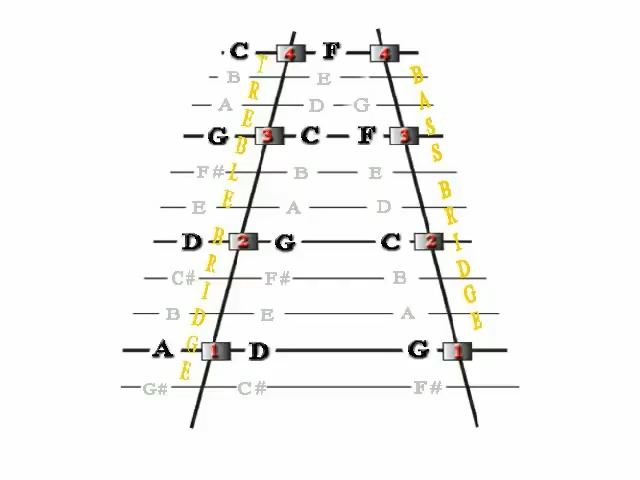 C 4 F 4
B E
A D G
G 3 C F 3
F# B E
E A D
D 2 G C 2
C# F# B
B E A
A 1 D G 1
G# C# F#
TREBLE BRIDGE
BASS BRIDGE